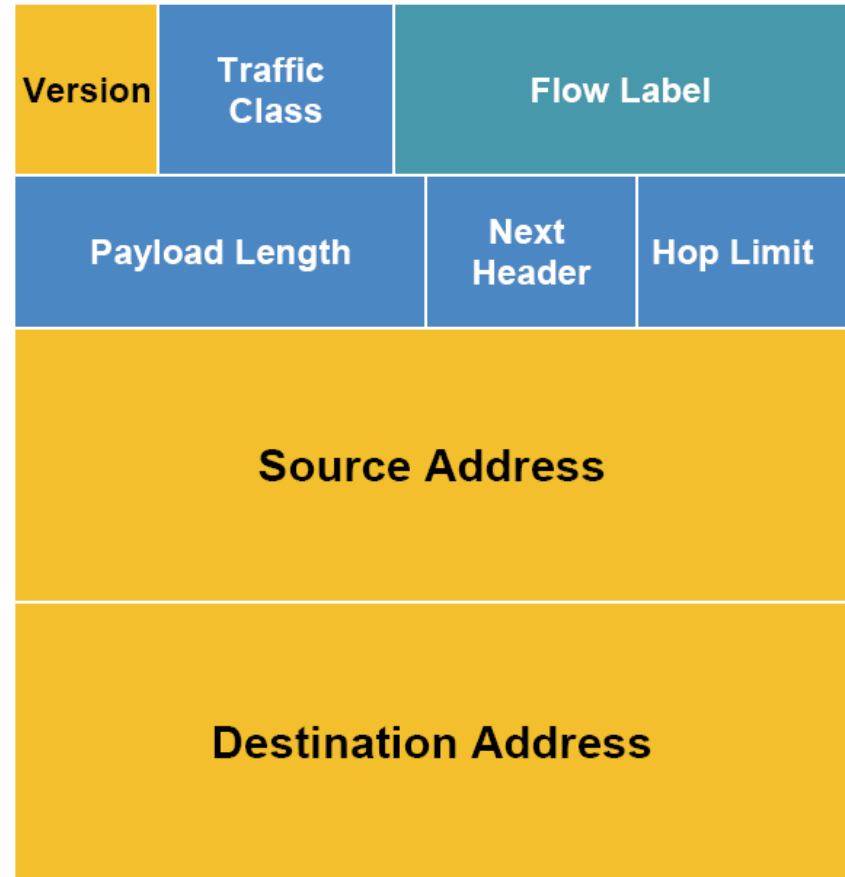 Version
Traffic
Class
Flow Label
Payload Length
Next
Header
Hop Limit
Source Address
Destination Address